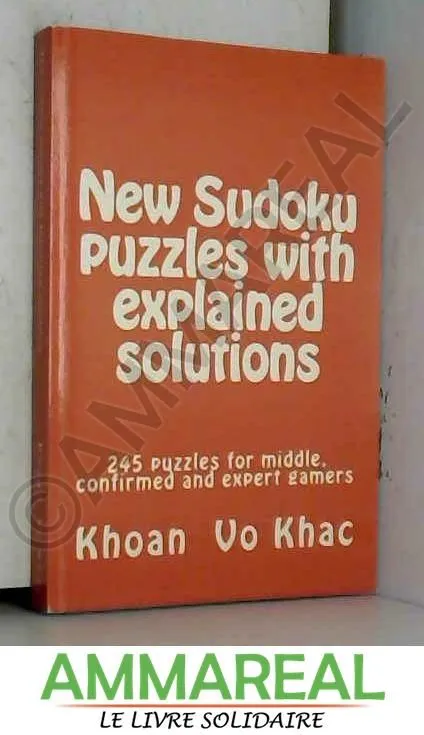 New Sudoku
puzzles with
explained
solutions
245 puzzles for middle,
confirmed and expert gamers
Khoan Vo Khac
©AMMAREAL
AMMAREAL
LE LIVRE SOLIDAIRE